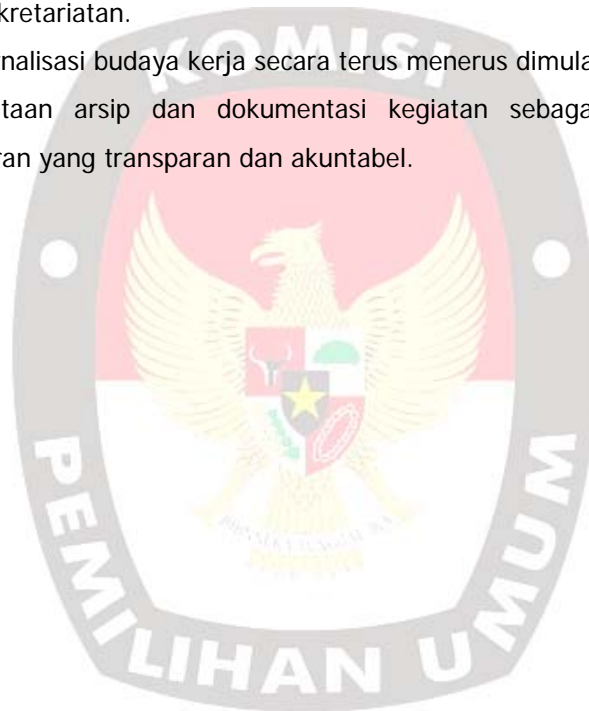 kretariatan.
rnalisasi budaya kerja secara terus menerus dimula
taan arsip dan dokumentasi kegiatan sebaga
ran yang transparan dan akuntabel.
KOMISI
PEMILIHAN UMUM